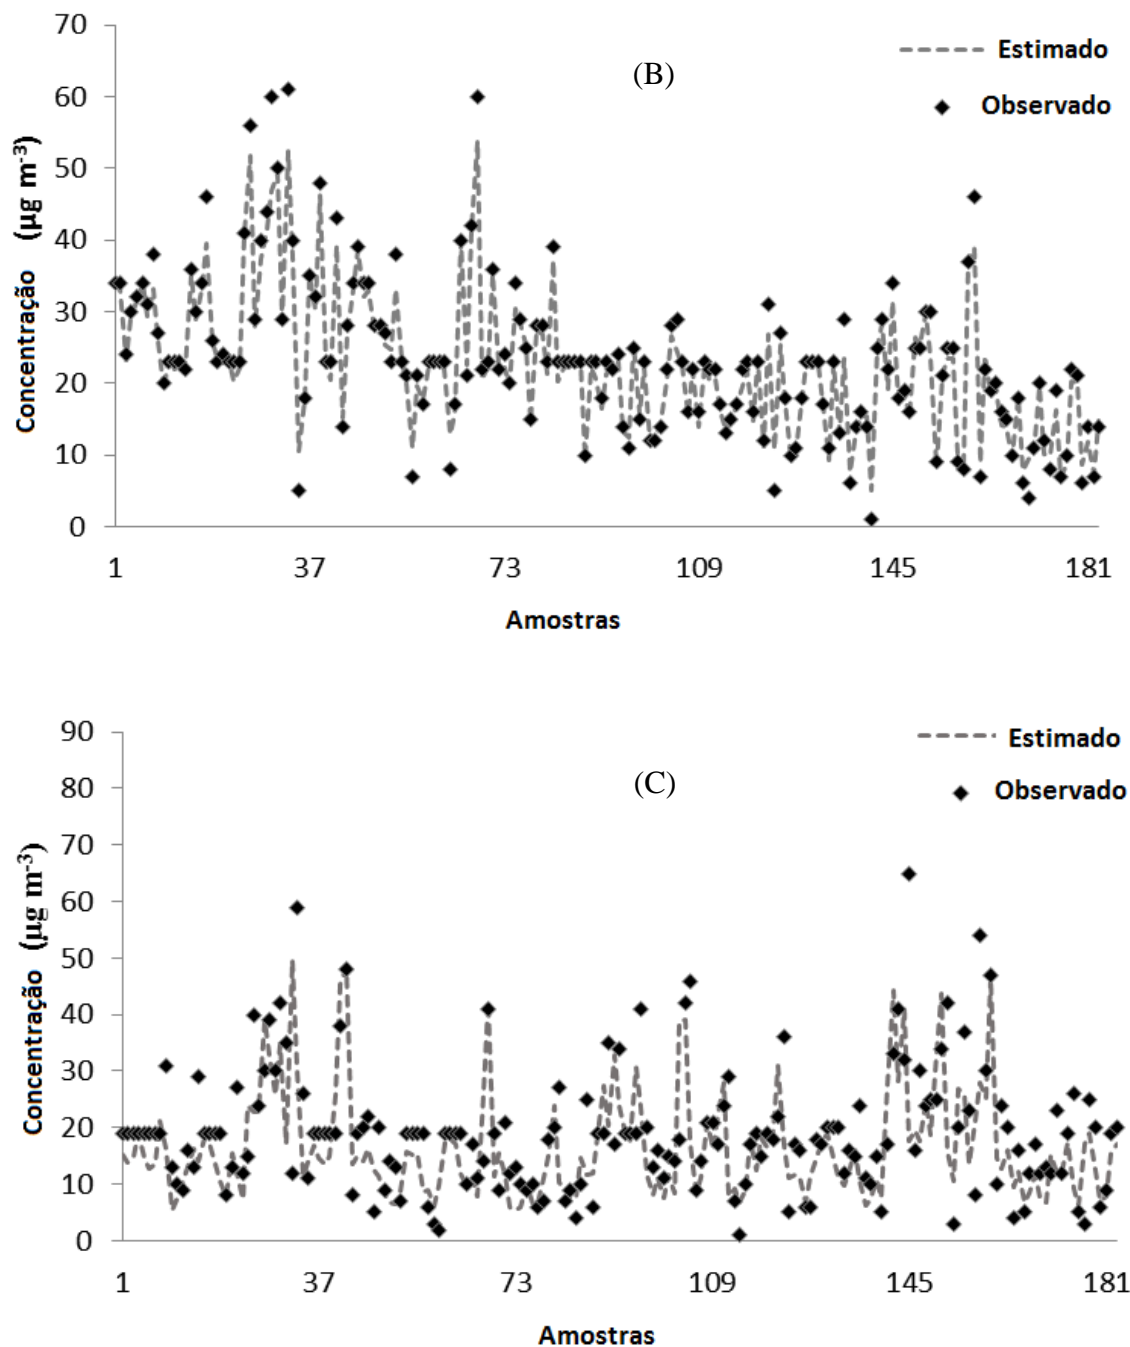 70
60
50
40
30
20
10
0
Concentração (µg m-3)
(B)
Estimado
Observado
1 37 73 109 145 181
Amostras
90
80
70
60
50
40
30
20
10
0
Concentração (µg m-3)
(C)
Estimado
Observado
1 37 73 109 145 181
Amostras